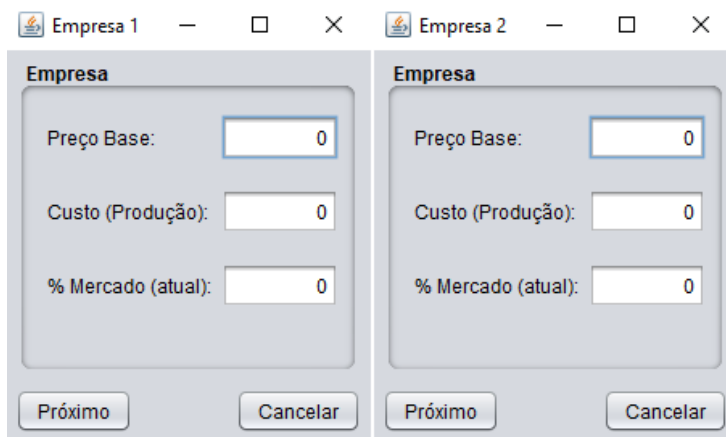 Empresa 1
Empresa
Preço Base: 0
Custo (Produção): 0
% Mercado (atual): 0
Próximo Cancelar
Empresa 2
Empresa
Preço Base: 0
Custo (Produção): 0
% Mercado (atual): 0
Próximo Cancelar